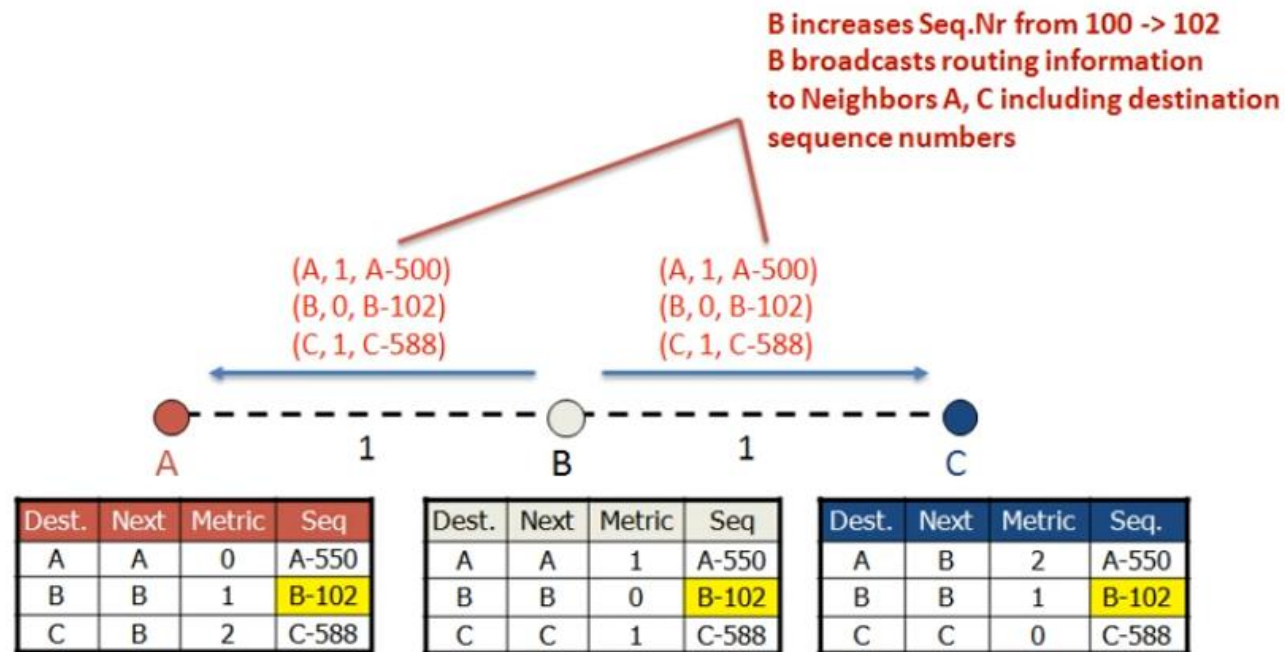 B increases Seq.Nr from 100 -> 102
B broadcasts routing information
to Neighbors A, C including destination
sequence numbers
(A, 1, A-500) (A, 1, A-500)
(B, 0, B-102) (B, 0, B-102)
(C, 1, C-588) (C, 1, C-588)
1 1
A B C
Dest. Next Metric Seq Dest. Next Metric Seq Dest. Next Metric Seq.
A A 0 A-550 A A 1 A-550 A B 2 A-550
B B 1 B-102 B B 0 B-102 B B 1 B-102
C B 2 C-588 C C 1 C-588 C C 0 C-588